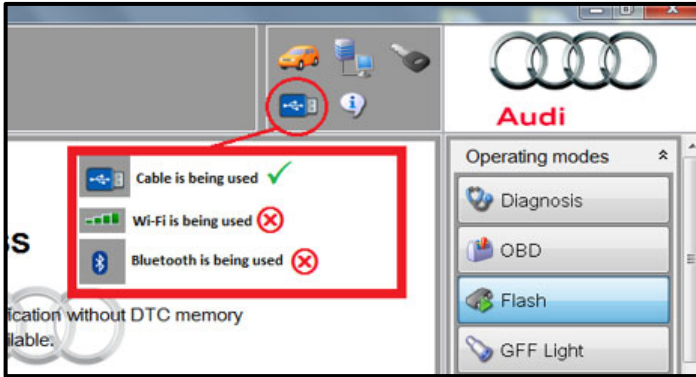 Audi
Cable is being used
Wi-Fi is being used
Bluetooth is being used
ss
fication without DTC memory
ilable.
Operating modes
Diagnosis
OBD
Flash
GFF Light